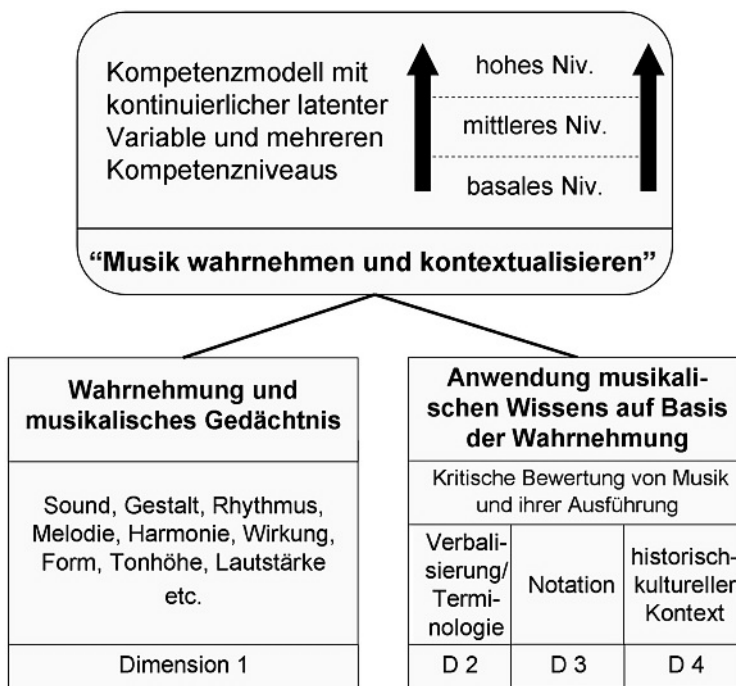 Kompetenzmodell mit
kontinuierlicher latenter
Variable und mehreren
Kompetenzniveaus
hohes Niv.
mittleres Niv.
basales Niv.
“Musik wahrnehmen und kontextualisieren”
Wahrnehmung und
musikalisches Gedächtnis
Sound, Gestalt, Rhythmus,
Melodie, Harmonie, Wirkung,
Form, Tonhöhe, Lautstärke
etc.
Dimension 1
Anwendung musikali-
schen Wissens auf Basis
der Wahrnehmung
Kritische Bewertung von Musik
und ihrer Ausführung
Verbali-
sierung/
Termi-
nologie
Notation
historisch-
kultureller
Kontext
D 2
D 3
D 4